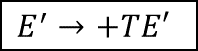 E′ → +TE′